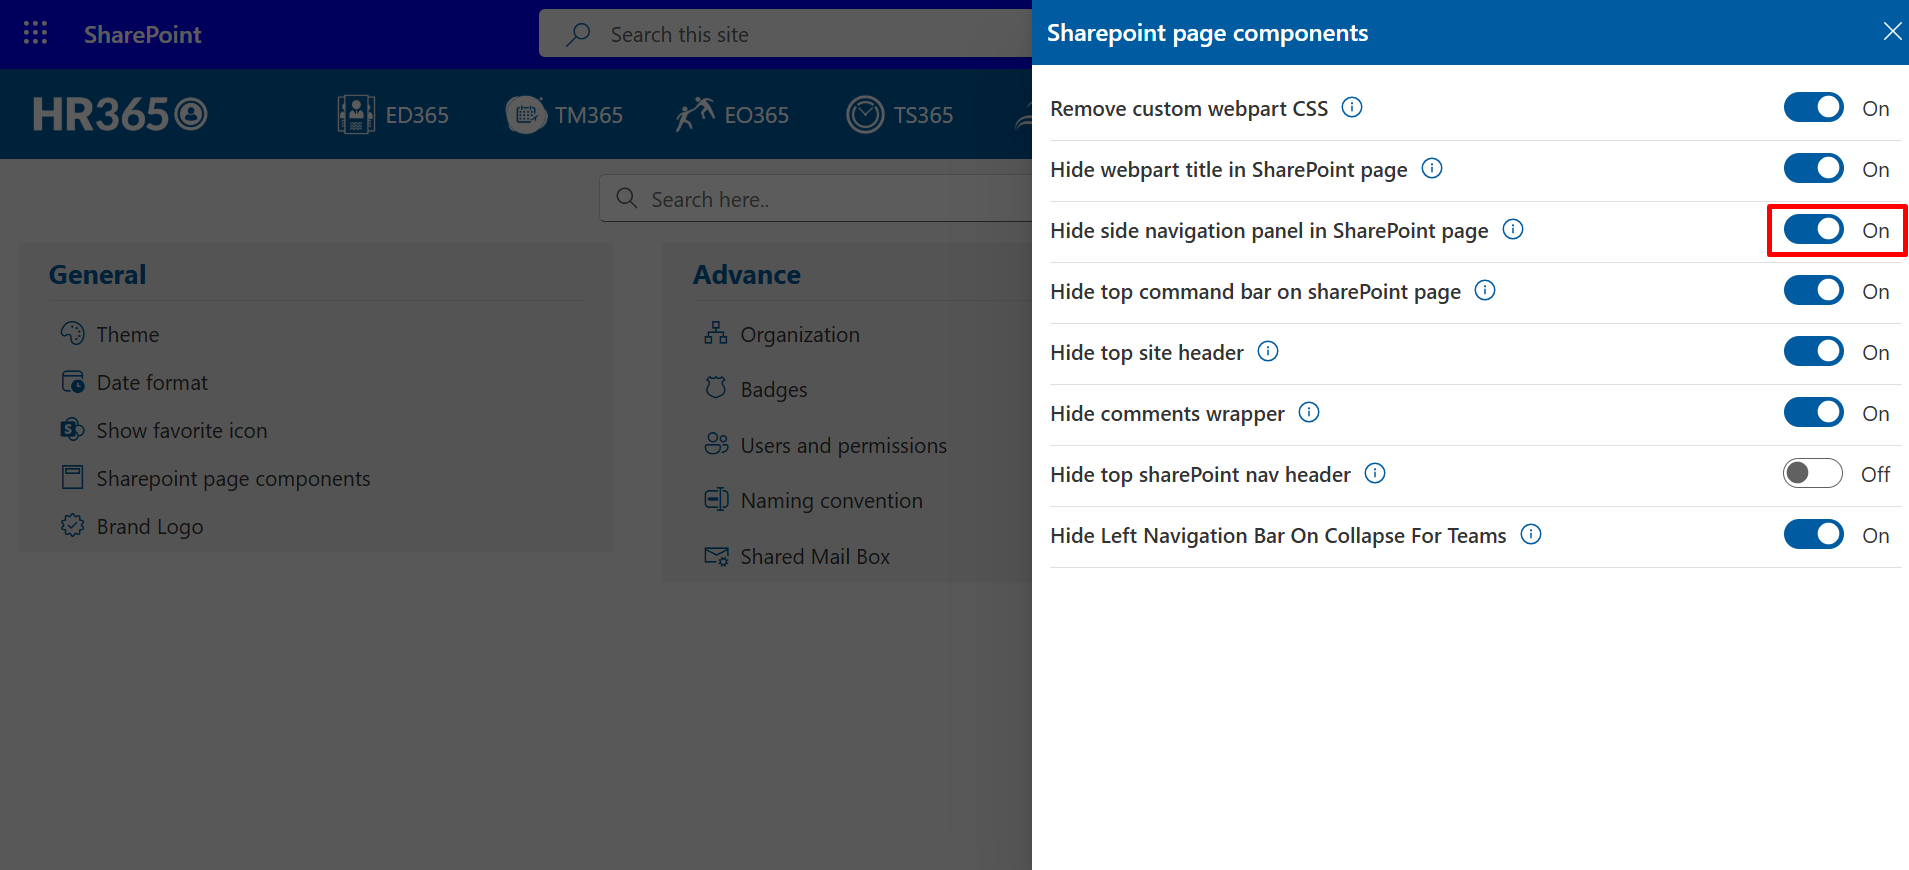 SharePoint
Search this site
HR365
ED365
TM365
EO365
TS365
Search here..
General
Theme
Date format
Show favorite icon
Sharepoint page components
Brand Logo
Advance
Organization
Badges
Users and permissions
Naming convention
Shared Mail Box
Sharepoint page components
Remove custom webpart CSS On
Hide webpart title in SharePoint page On
Hide side navigation panel in SharePoint page On
Hide top command bar on sharePoint page On
Hide top site header On
Hide comments wrapper On
Hide top sharePoint nav header Off
Hide Left Navigation Bar On Collapse For Teams On